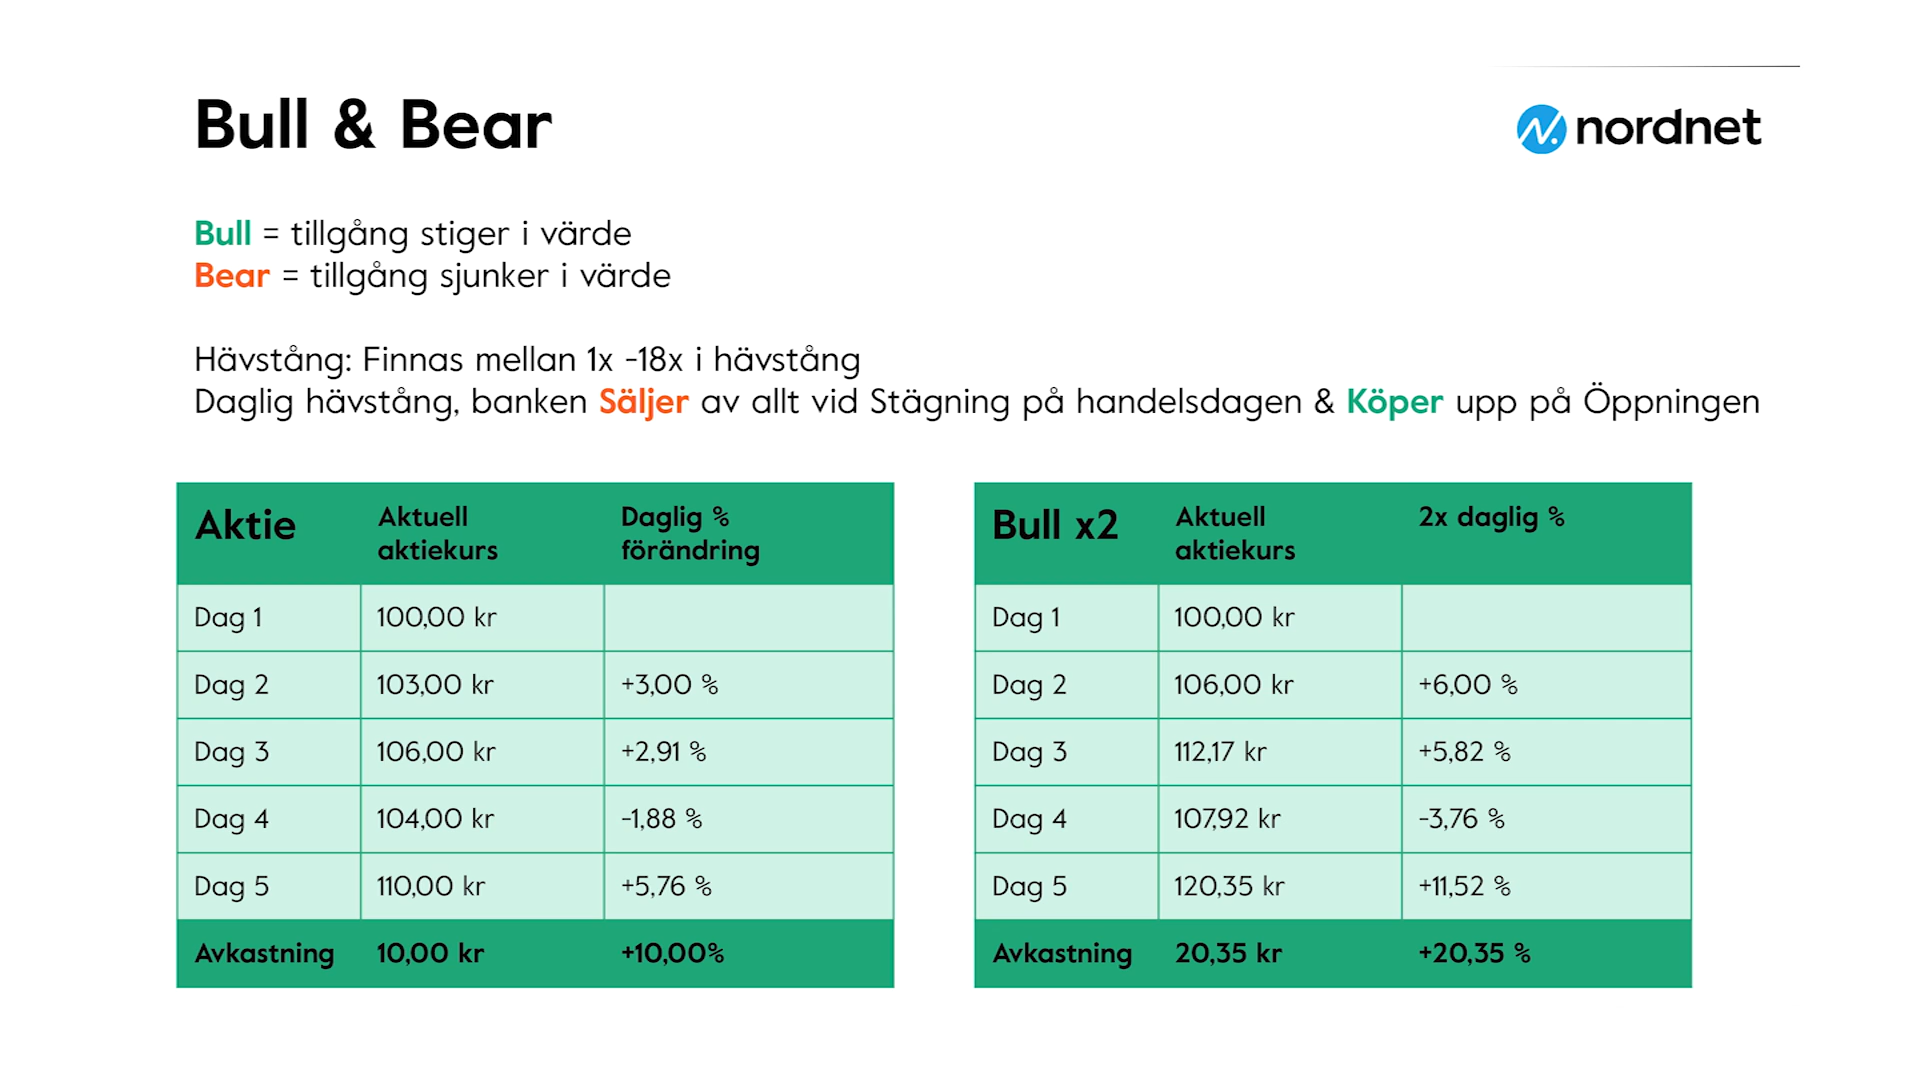 Bull & Bear
nordnet
Bull = tillgång stiger i värde
Bear = tillgång sjunker i värde
Hävstång: Finnas mellan 1x -18x i hävstång
Daglig hävstång, banken Säljer av allt vid Stägning på handelsdagen & Köper upp på Öppningen
Aktie Aktuell aktiekurs Daglig % förändring
Dag 1 100,00 kr
Dag 2 103,00 kr +3,00 %
Dag 3 106,00 kr +2,91 %
Dag 4 104,00 kr -1,88 %
Dag 5 110,00 kr +5,76 %
Avkastning 10,00 kr +10,00%
Bull x2 Aktuell aktiekurs 2x daglig %
Dag 1 100,00 kr
Dag 2 106,00 kr +6,00 %
Dag 3 112,17 kr +5,82 %
Dag 4 107,92 kr -3,76 %
Dag 5 120,35 kr +11,52 %
Avkastning 20,35 kr +20,35 %